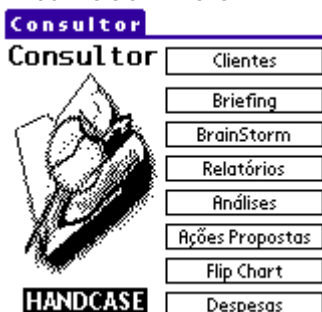 Consultor
Consultor
Clientes
Briefing
BrainStorm
Relatórios
Análises
Ações Propostas
Flip Chart
HANDCASE
Despesas